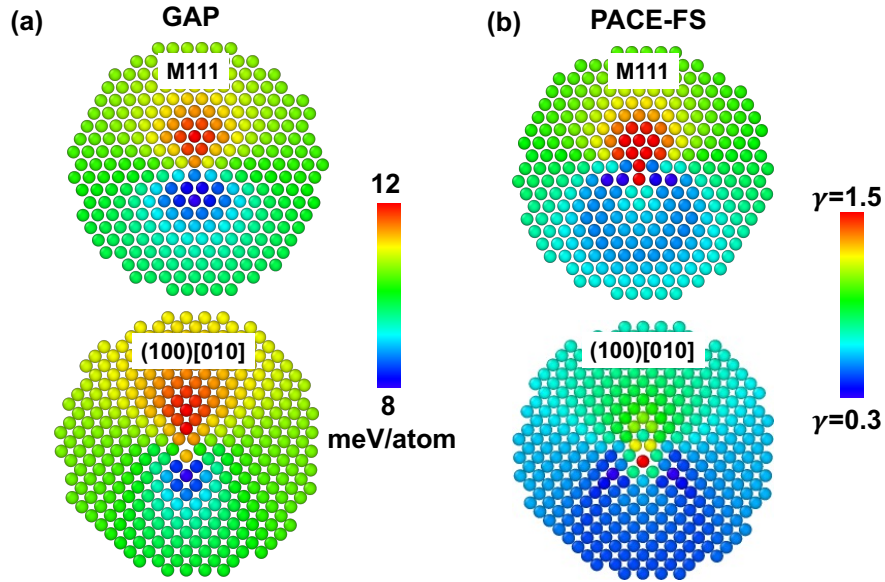 (a)
GAP
M111
12
8
meV/atom
(100)[010]
(b)
PACE-FS
M111
γ=1.5
γ=0.3
(100)[010]